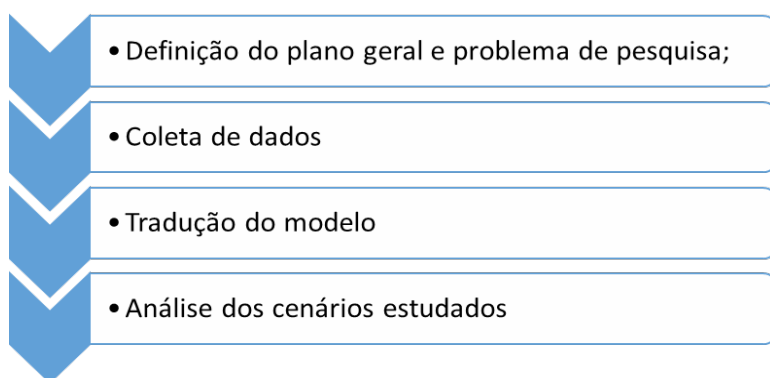 • Definição do plano geral e problema de pesquisa;
• Coleta de dados
• Tradução do modelo
• Análise dos cenários estudados